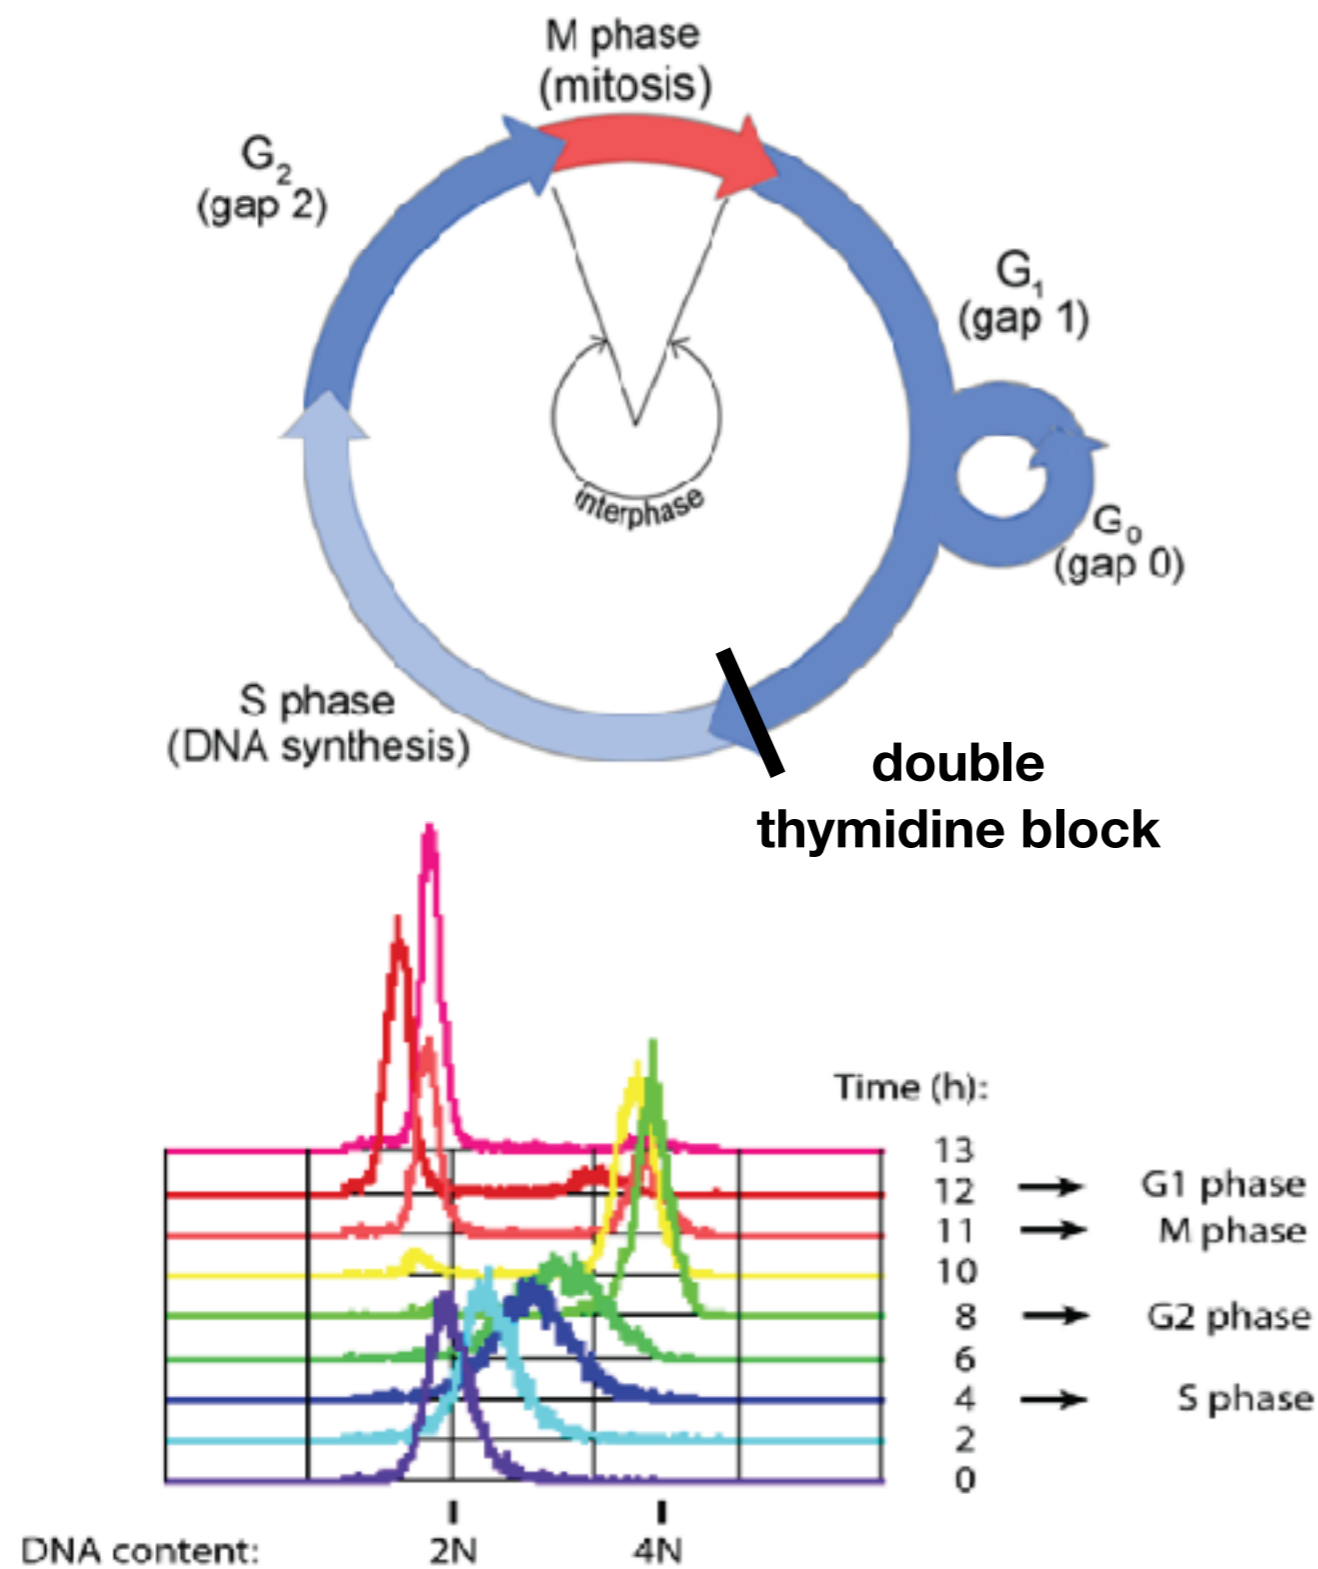 M phase
(mitosis)
G2
(gap 2)
G1
(gap 1)
interphase
G0
(gap 0)
S phase
(DNA synthesis)
double
thymidine block
Time (h):
13
12 → G1 phase
11 → M phase
10
8 → G2 phase
6
4 → S phase
2
0
DNA content: 2N 4N